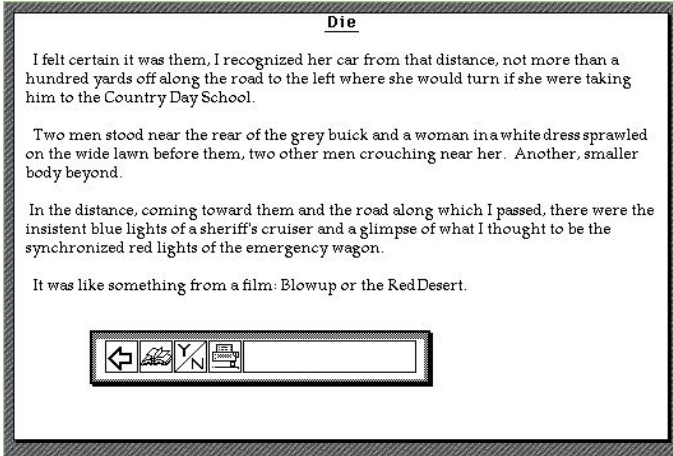 Die
I felt certain it was them, I recognized her car from that distance, not more than a
hundred yards off along the road to the left where she would turn if she were taking
him to the Country Day School.
Two men stood near the rear of the grey buick and a woman in a white dress sprawled
on the wide lawn before them, two other men crouching near her. Another, smaller
body beyond.
In the distance, coming toward them and the road along which I passed, there were the
insistent blue lights of a sheriff's cruiser and a glimpse of what I thought to be the
synchronized red lights of the emergency wagon.
It was like something from a film: Blowup or the Red Desert.
Y/N